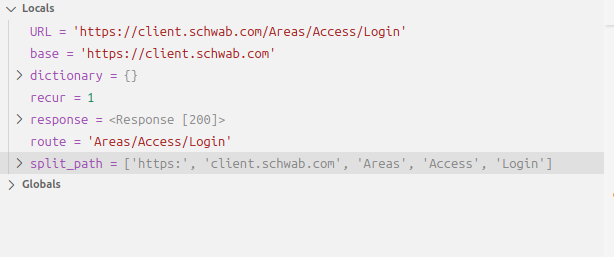 Locals
URL = 'https://client.schwab.com/Areas/Access/Login'
base = 'https://client.schwab.com'
dictionary = {}
recur = 1
response = <Response [200]>
route = 'Areas/Access/Login'
split_path = ['https:', 'client.schwab.com', 'Areas', 'Access', 'Login']
Globals